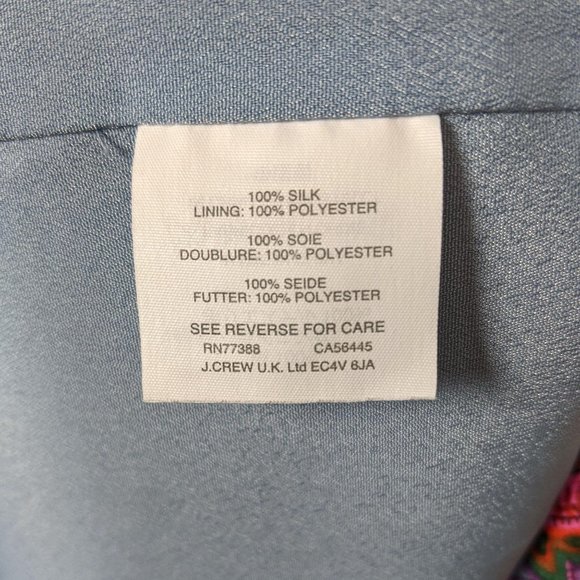 100% SILK
LINING: 100% POLYESTER
100% SOIE
DOUBLURE: 100% POLYESTER
100% SEIDE
FUTTER: 100% POLYESTER
SEE REVERSE FOR CARE
RN77388 CA56445
J.CREW U.K. Ltd EC4V 6JA